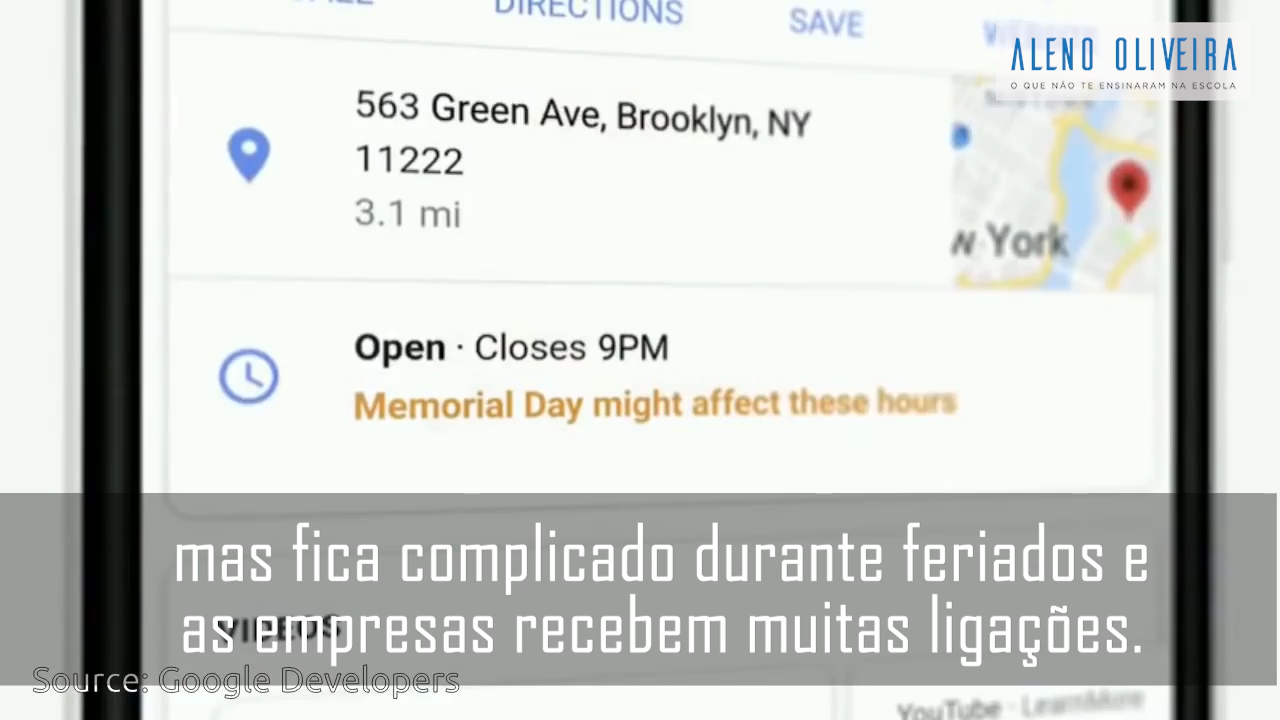 DIRECTIONS
SAVE
ALENO OLIVEIRA
O QUE NÃO TE ENSINARAM NA ESCOLA
563 Green Ave, Brooklyn, NY
11222
3.1 mi
w York
Open · Closes 9PM
Memorial Day might affect these hours
mas fica complicado durante feriados e
as empresas recebem muitas ligações.
VIDEOS
Source: Google Developers
YouTube · LearnMore